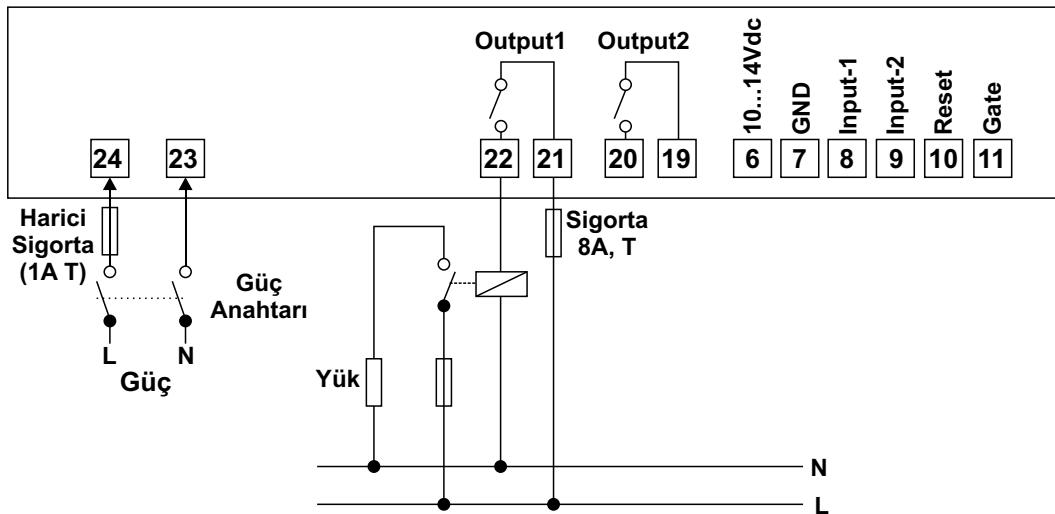 Output1
Output2
10...14Vdc
GND
Input-1
Input-2
Reset
Gate
24
23
22
21
20
19
6
7
8
9
10
11
Harici
Sigorta
(1A T)
Güç
Anahtarı
L
N
Güç
Sigorta
8A, T
Yük
N
L